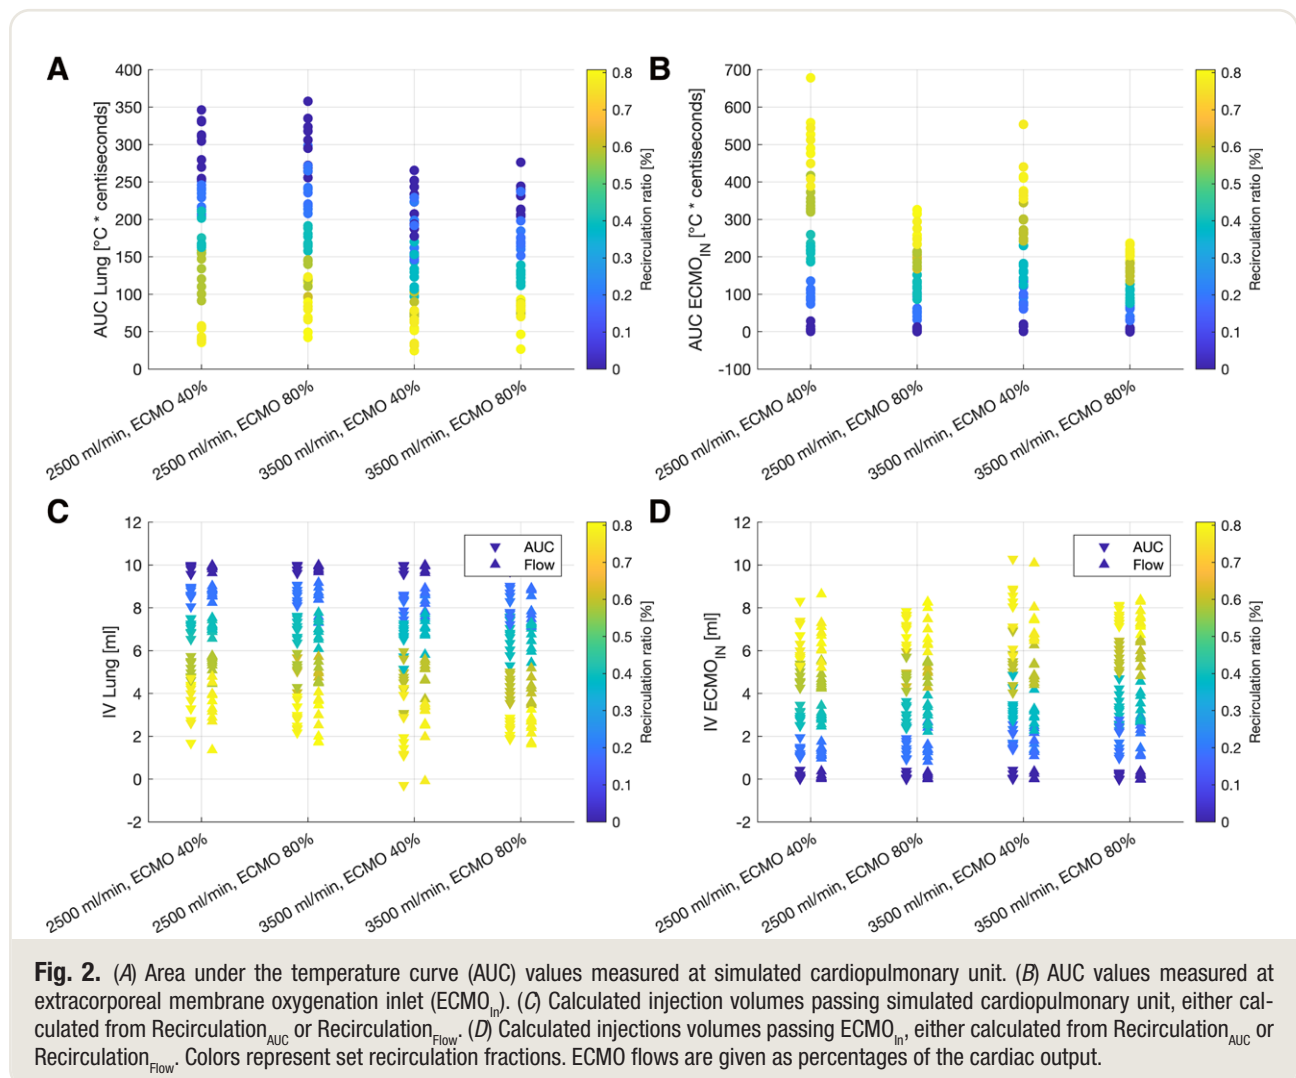 A
AUC Lung [°C * centiseconds]
400
350
300
250
200
150
100
50
0
2500 ml/min, ECMO 40%
2500 ml/min, ECMO 80%
3500 ml/min, ECMO 40%
3500 ml/min, ECMO 80%
0.8
0.7
0.6
0.5
0.4
0.3
0.2
0.1
0
Recirculation ratio [%]
B
AUC ECMO_IN [°C * centiseconds]
700
600
500
400
300
200
100
0
-100
2500 ml/min, ECMO 40%
2500 ml/min, ECMO 80%
3500 ml/min, ECMO 40%
3500 ml/min, ECMO 80%
0.8
0.7
0.6
0.5
0.4
0.3
0.2
0.1
0
Recirculation ratio [%]
C
IV Lung [ml]
12
10
8
6
4
2
0
-2
AUC
Flow
2500 ml/min, ECMO 40%
2500 ml/min, ECMO 80%
3500 ml/min, ECMO 40%
3500 ml/min, ECMO 80%
0.8
0.7
0.6
0.5
0.4
0.3
0.2
0.1
0
Recirculation ratio [%]
D
IV ECMO_IN [ml]
12
10
8
6
4
2
0
-2
AUC
Flow
2500 ml/min, ECMO 40%
2500 ml/min, ECMO 80%
3500 ml/min, ECMO 40%
3500 ml/min, ECMO 80%
0.8
0.7
0.6
0.5
0.4
0.3
0.2
0.1
0
Recirculation ratio [%]
Fig. 2. (A) Area under the temperature curve (AUC) values measured at simulated cardiopulmonary unit. (B) AUC values measured at
extracorporeal membrane oxygenation inlet (ECMO_In). (C) Calculated injection volumes passing simulated cardiopulmonary unit, either cal-
culated from Recirculation_AUC or Recirculation_Flow. (D) Calculated injections volumes passing ECMO_In, either calculated from Recirculation_AUC or
Recirculation_Flow. Colors represent set recirculation fractions. ECMO flows are given as percentages of the cardiac output.